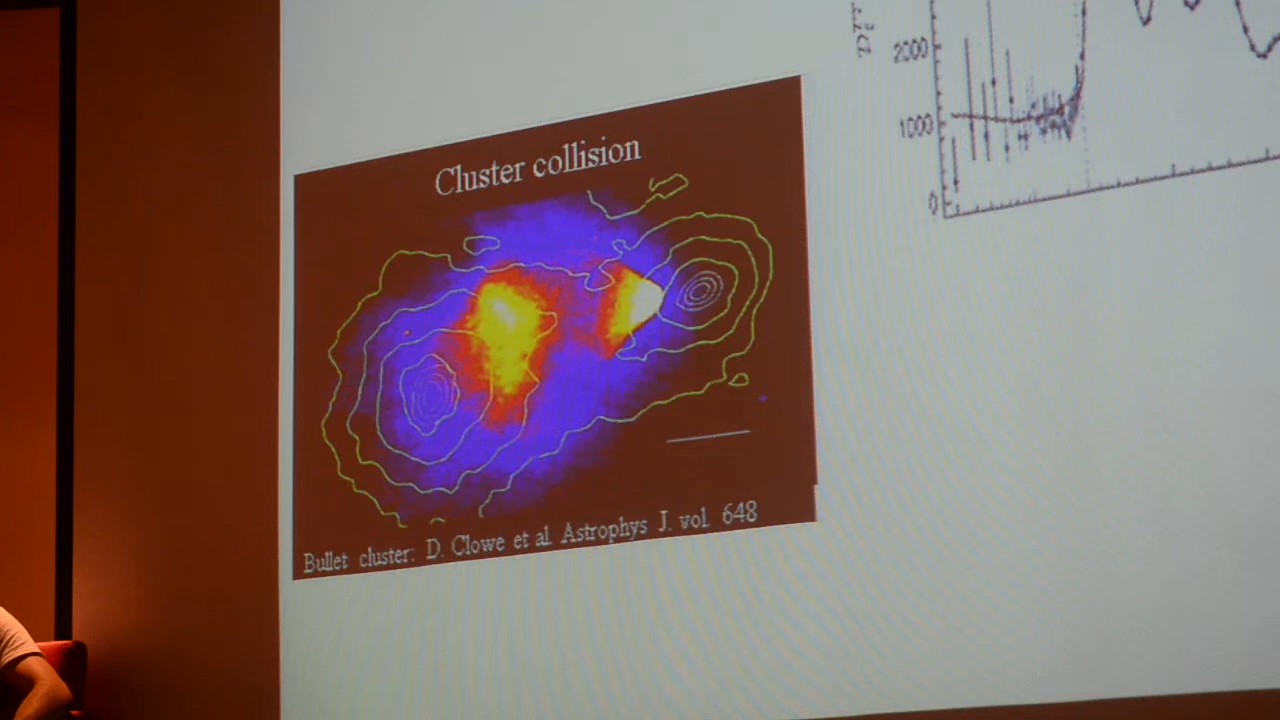 Cluster collision
Bullet cluster: D. Clowe et al. Astrophys J. vol. 648
2000
1000
0